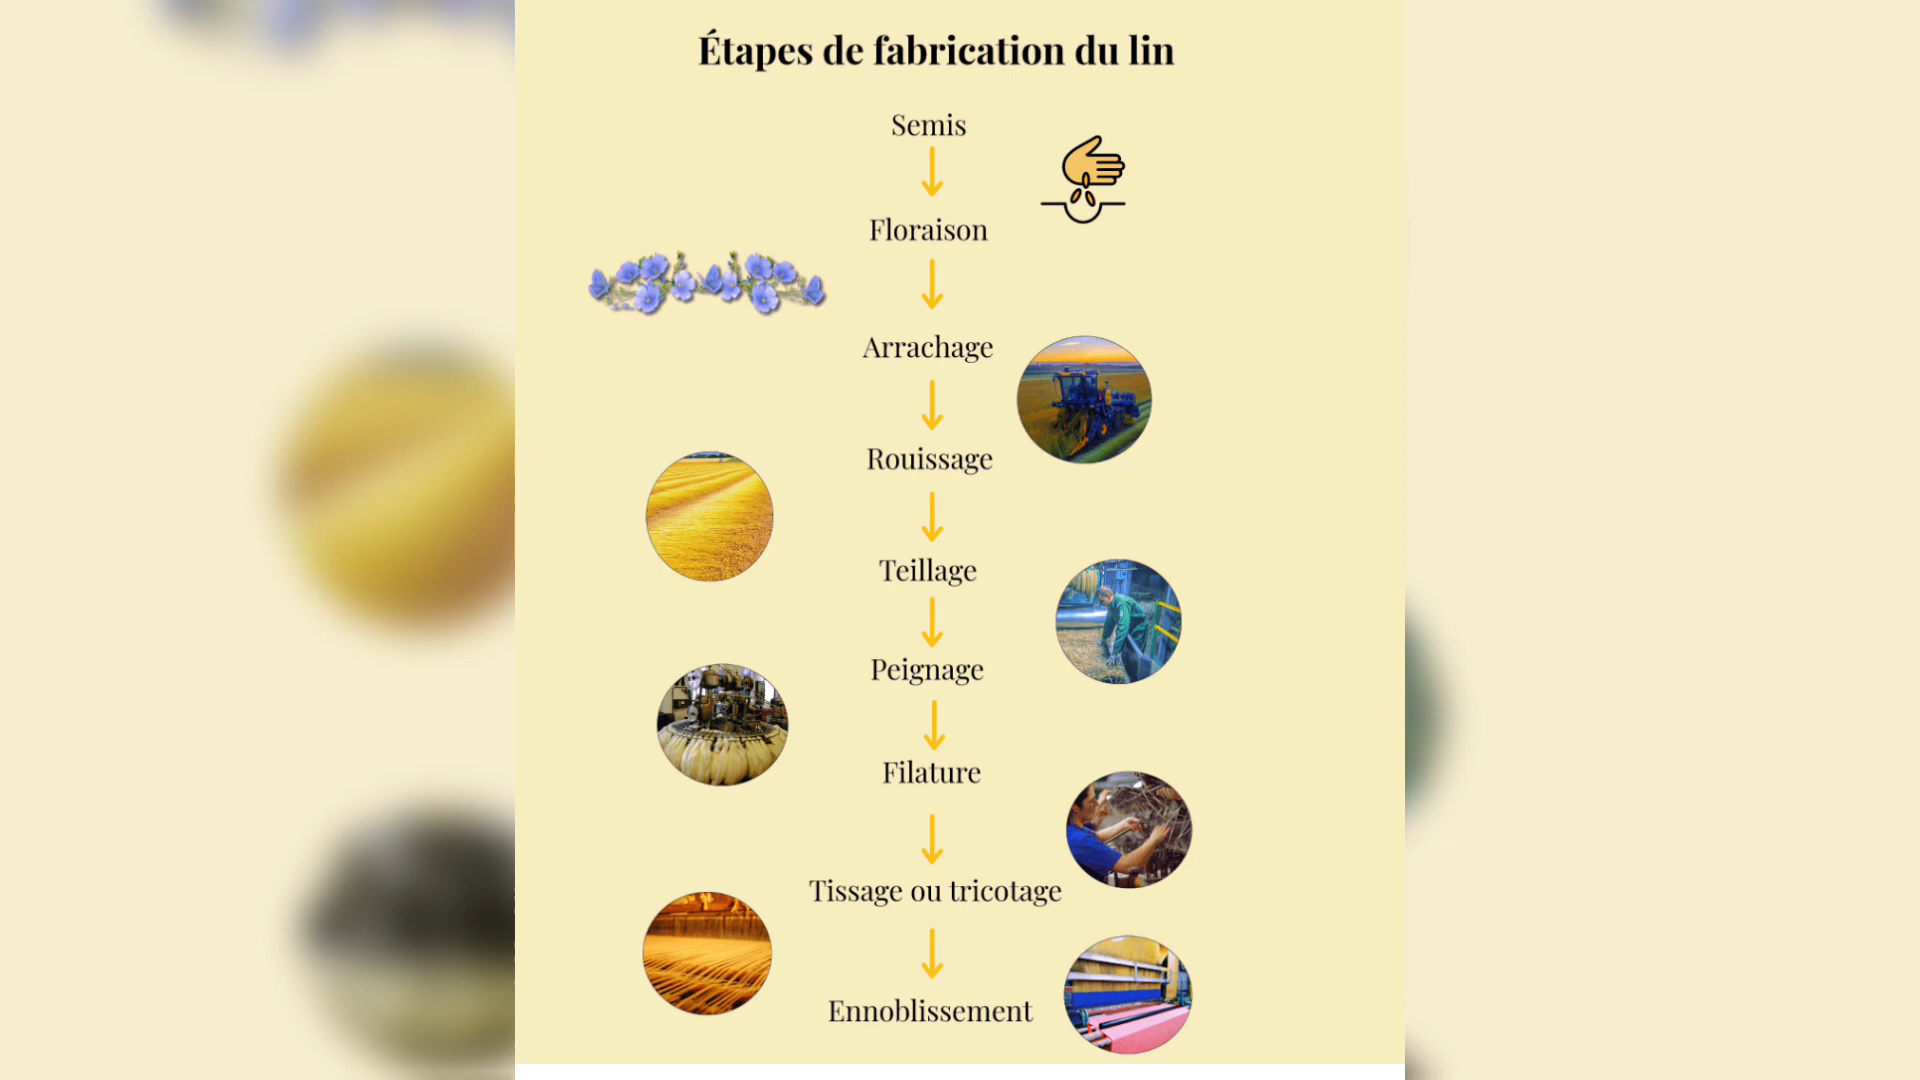 Étapes de fabrication du lin
Semis
Floraison
Arrachage
Rouissage
Teillage
Peignage
Filature
Tissage ou tricotage
Ennoblissement